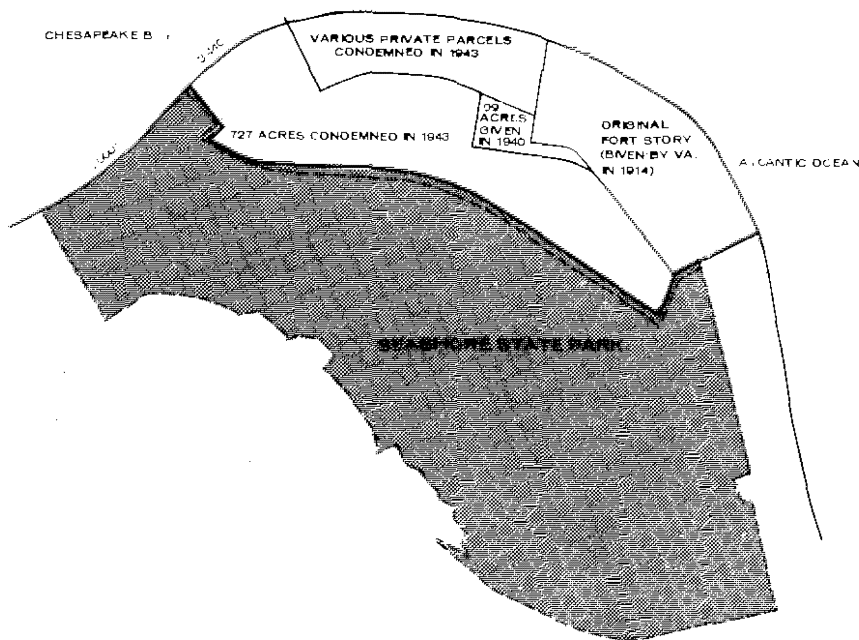 CHESAPEAKE B
VARIOUS PRIVATE PARCELS
CONDEMNED IN 1943
727 ACRES CONDEMNED IN 1943
09
ACRES
GIVEN
IN 1940
ORIGINAL
FORT STORY
(GIVEN BY VA.
IN 1914)
ATLANTIC OCEAN
SEASHORE STATE PARK